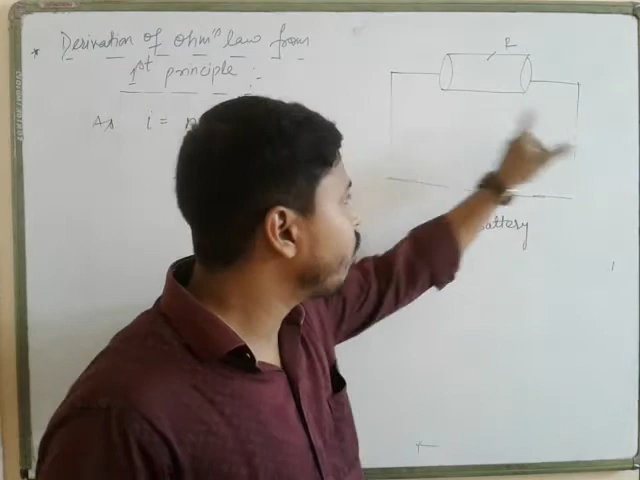 * Derivation of ohm's law from
1st principle :-
As i = n
R
Battery